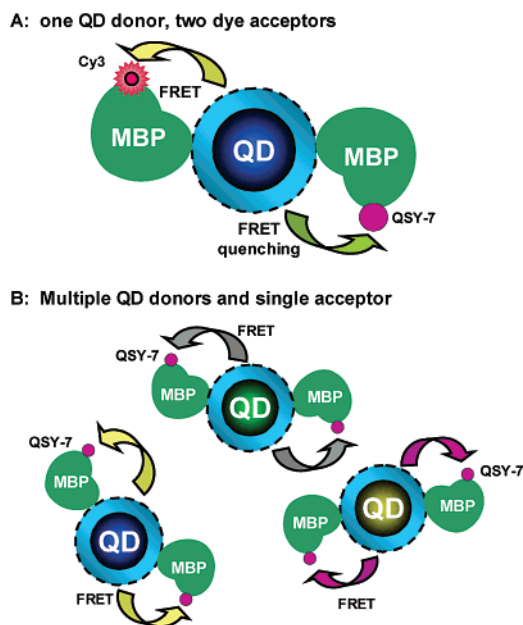 A: one QD donor, two dye acceptors
Cy3
FRET
MBP
QD
MBP
FRET
quenching
QSY-7
B: Multiple QD donors and single acceptor
FRET
QSY-7
MBP
QD
MBP
QSY-7
MBP
QD
MBP
FRET
QSY-7
QD
MBP
MBP
FRET